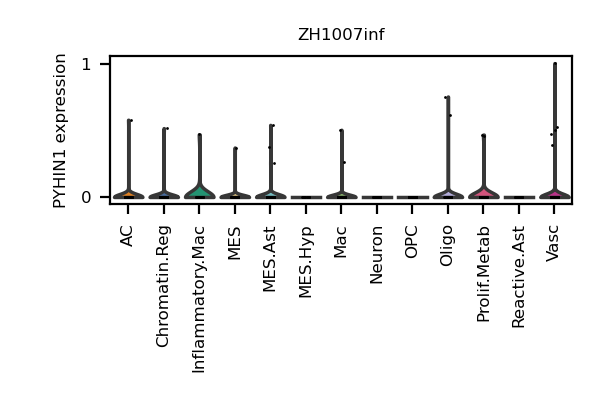 ZH1007inf
PYHIN1 expression
1
0
AC
Chromatin.Reg
Inflammatory.Mac
MES
MES.Ast
MES.Hyp
Mac
Neuron
OPC
Oligo
Prolif.Metab
Reactive.Ast
Vasc